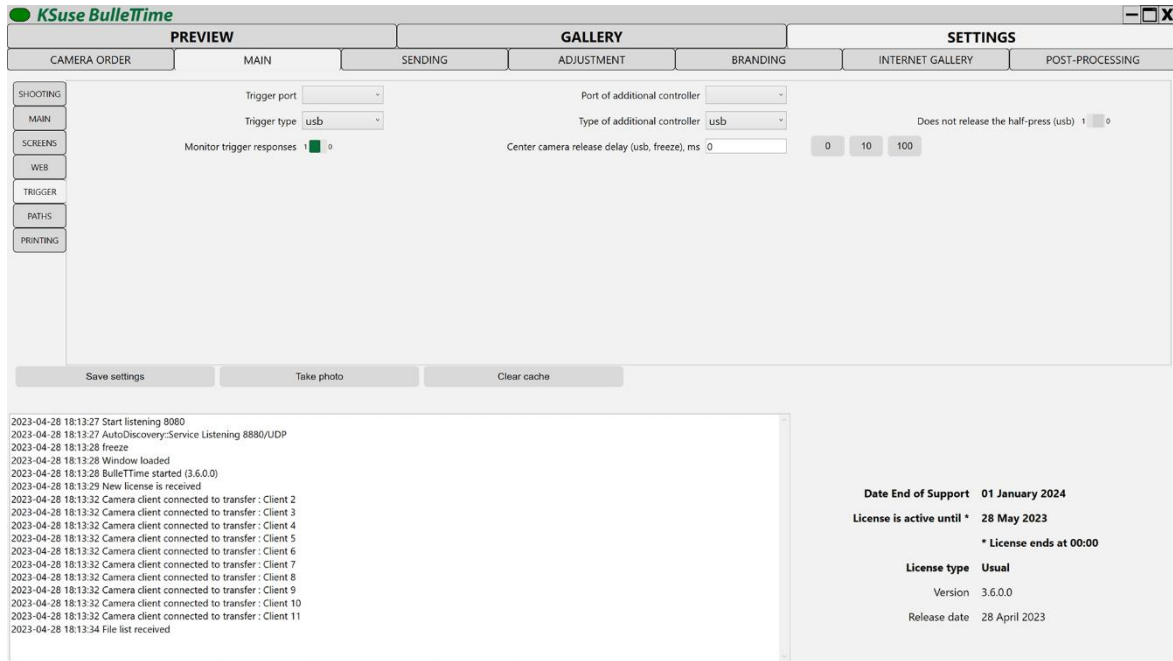 KSuse BulleTTime
PREVIEW GALLERY SETTINGS
CAMERA ORDER MAIN SENDING ADJUSTMENT BRANDING INTERNET GALLERY POST-PROCESSING
SHOOTING
MAIN
SCREENS
WEB
TRIGGER
PATHS
PRINTING
Trigger port Port of additional controller
Trigger type usb Type of additional controller usb Does not release the half-press (usb) 1 0
Monitor trigger responses 1 0 Center camera release delay (usb, freeze), ms 0 0 10 100
Save settings Take photo Clear cache
2023-04-28 18:13:27 Start listening 8080
2023-04-28 18:13:27 AutoDiscovery::Service Listening 8880/UDP
2023-04-28 18:13:28 freeze
2023-04-28 18:13:28 Window loaded
2023-04-28 18:13:28 BulleTTime started (3.6.0.0)
2023-04-28 18:13:29 New license is received
2023-04-28 18:13:32 Camera client connected to transfer : Client 2
2023-04-28 18:13:32 Camera client connected to transfer : Client 3
2023-04-28 18:13:32 Camera client connected to transfer : Client 4
2023-04-28 18:13:32 Camera client connected to transfer : Client 5
2023-04-28 18:13:32 Camera client connected to transfer : Client 6
2023-04-28 18:13:32 Camera client connected to transfer : Client 7
2023-04-28 18:13:32 Camera client connected to transfer : Client 8
2023-04-28 18:13:32 Camera client connected to transfer : Client 9
2023-04-28 18:13:32 Camera client connected to transfer : Client 10
2023-04-28 18:13:32 Camera client connected to transfer : Client 11
2023-04-28 18:13:34 File list received
Date End of Support 01 January 2024
License is active until * 28 May 2023
* License ends at 00:00
License type Usual
Version 3.6.0.0
Release date 28 April 2023